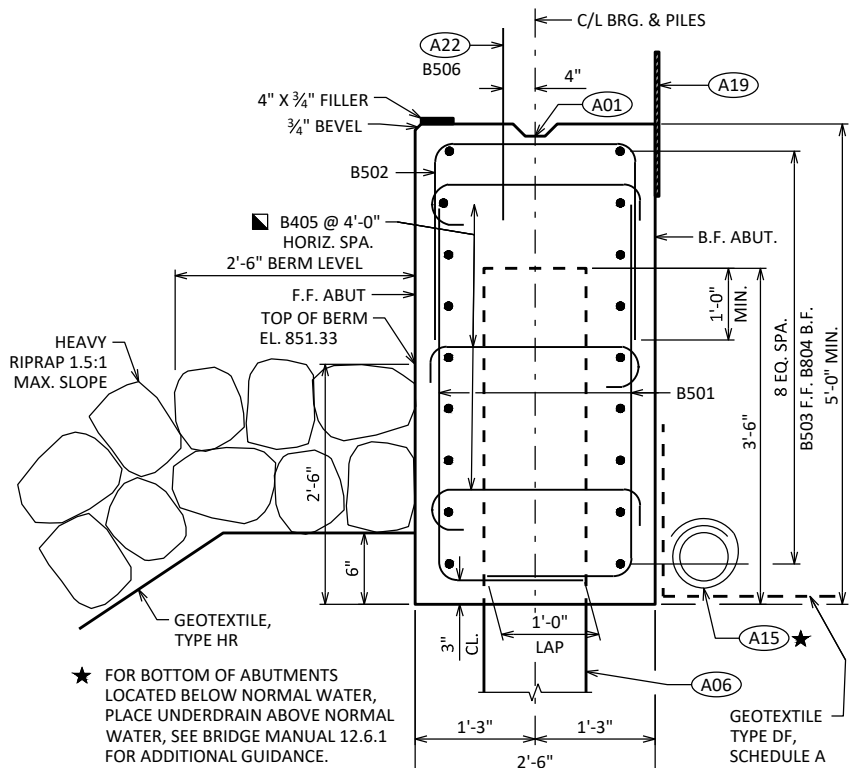 C/L BRG. & PILES
A22
B506
4"
A01
A19
4" X ¾" FILLER
¾" BEVEL
B502
B405 @ 4'-0"
HORIZ. SPA.
2'-6" BERM LEVEL
B.F. ABUT.
F.F. ABUT
TOP OF BERM
EL. 851.33
1'-0"
MIN.
HEAVY
RIPRAP 1.5:1
MAX. SLOPE
8 EQ. SPA.
B503 F.F. B804 B.F.
5'-0" MIN.
B501
3'-6"
2'-6"
6"
GEOTEXTILE,
TYPE HR
3"
CL.
1'-0"
LAP
A15 ★
A06
★ FOR BOTTOM OF ABUTMENTS
LOCATED BELOW NORMAL WATER,
PLACE UNDERDRAIN ABOVE NORMAL
WATER, SEE BRIDGE MANUAL 12.6.1
FOR ADDITIONAL GUIDANCE.
1'-3"
1'-3"
2'-6"
GEOTEXTILE
TYPE DF,
SCHEDULE A